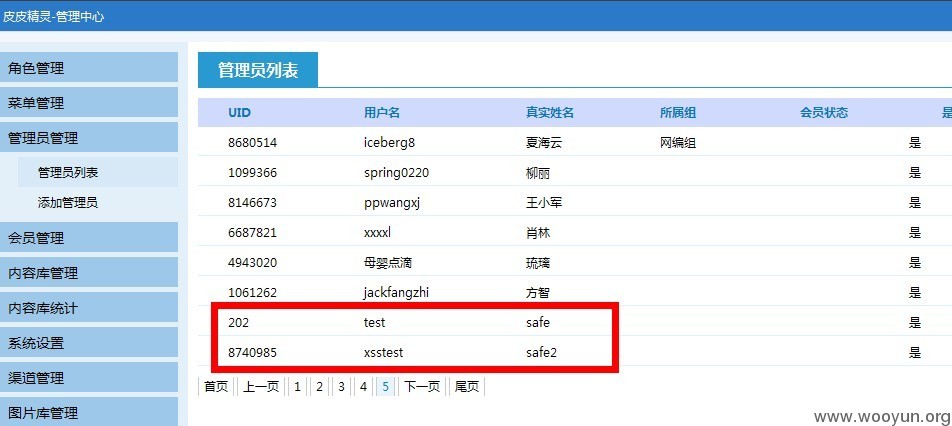 皮皮精灵-管理中心
角色管理
菜单管理
管理员管理
管理员列表
添加管理员
会员管理
内容库管理
内容库统计
系统设置
渠道管理
图片库管理
管理员列表
UID 用户名 真实姓名 所属组 会员状态 是
8680514 iceberg8 夏海云 网编组 是
1099366 spring0220 柳丽 是
8146673 ppwangxj 王小军 是
6687821 xxxxl 肖林 是
4943020 母婴点滴 琉璃 是
1061262 jackfangzhi 方智 是
202 test safe 是
8740985 xsstest safe2 是
首页 上一页 1 2 3 4 5 下一页 尾页
www.wooyun.org